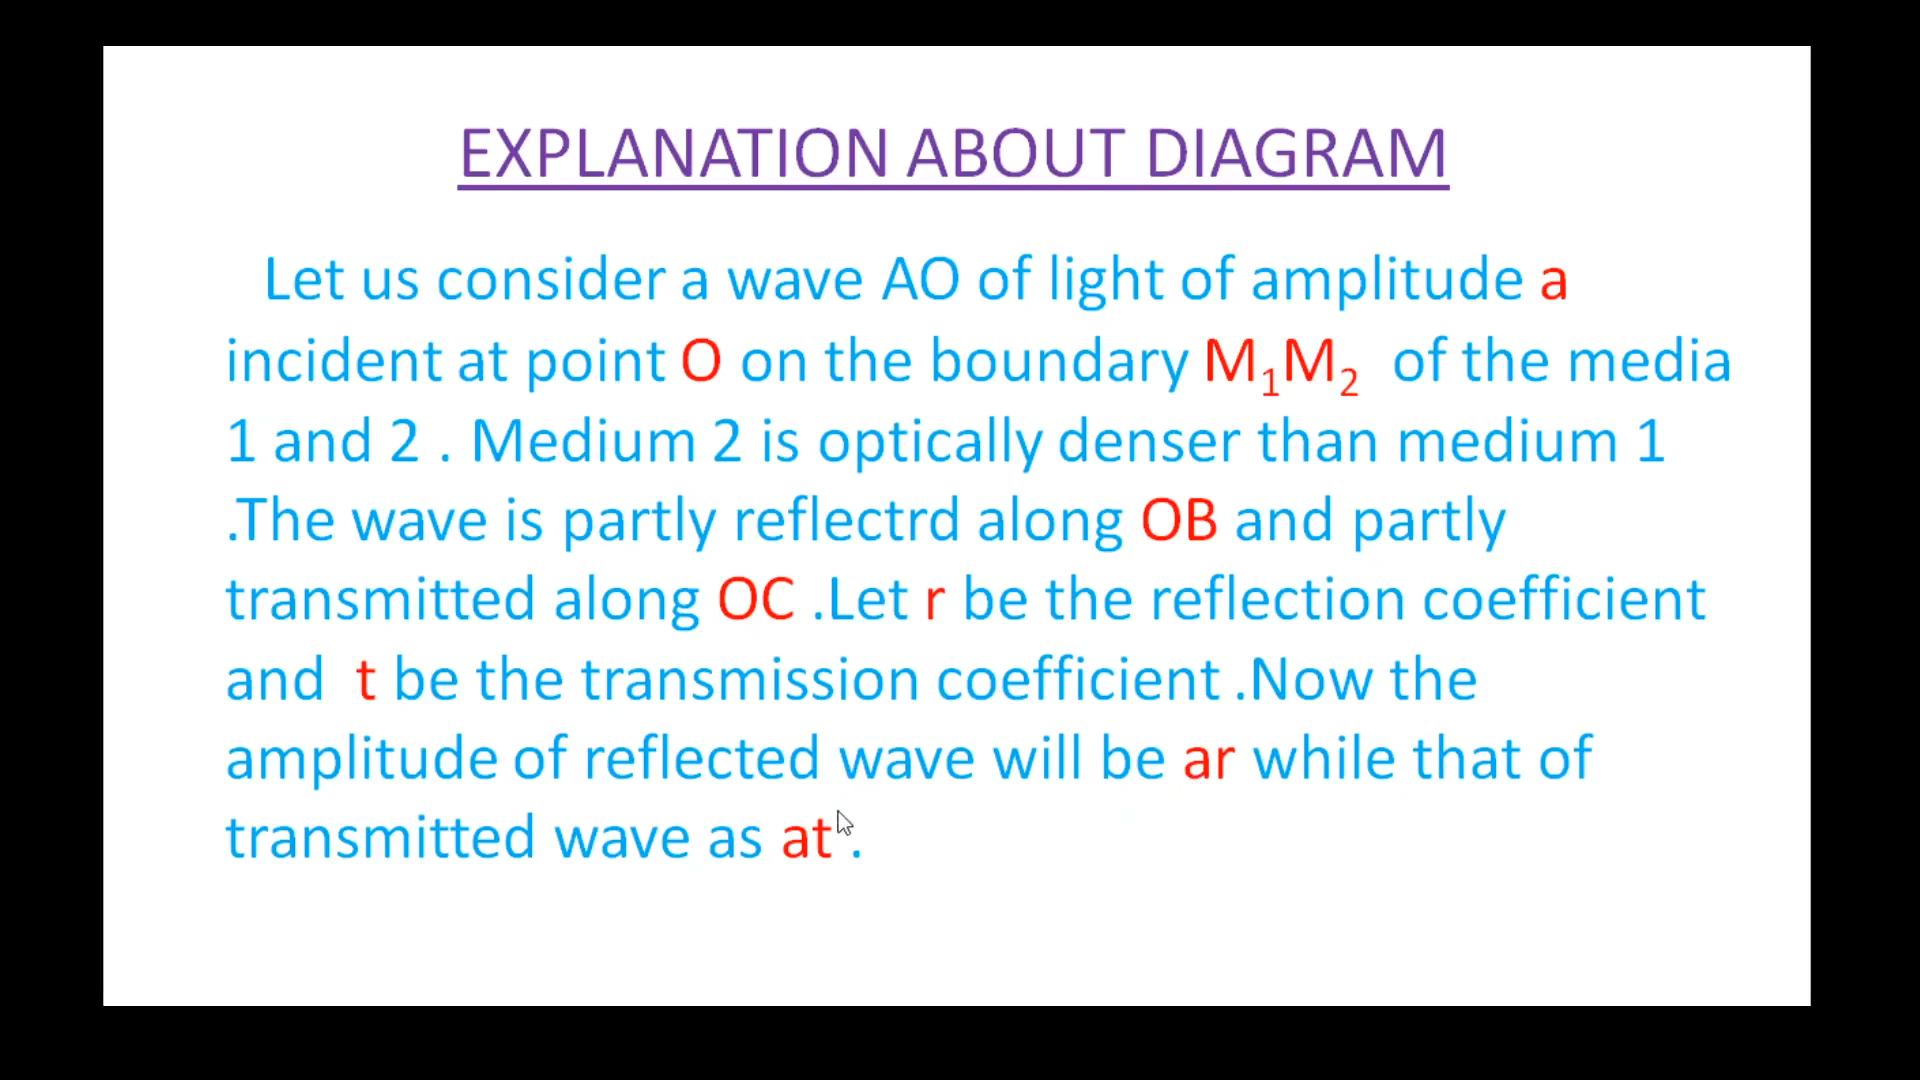 EXPLANATION ABOUT DIAGRAM
Let us consider a wave AO of light of amplitude a
incident at point O on the boundary M₁M₂ of the media
1 and 2 . Medium 2 is optically denser than medium 1
.The wave is partly reflectrd along OB and partly
transmitted along OC .Let r be the reflection coefficient
and t be the transmission coefficient .Now the
amplitude of reflected wave will be ar while that of
transmitted wave as at .